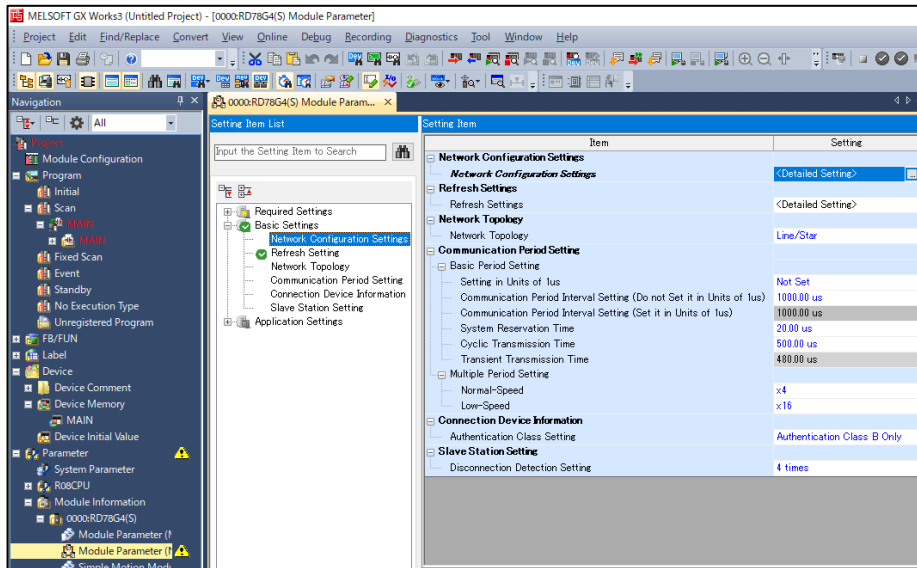 MELSOFT GX Works3 (Untitled Project) - [0000:RD78G4(S) Module Parameter]
Project Edit Find/Replace Convert View Online Debug Recording Diagnostics Tool Window Help
Navigation
All
Project
Module Configuration
Program
Initial
Scan
MAIN
MAIN
Fixed Scan
Event
Standby
No Execution Type
Unregistered Program
FB/FUN
Label
Device
Device Comment
Device Memory
MAIN
Device Initial Value
Parameter
System Parameter
R08CPU
Module Information
0000:RD78G4(S)
Module Parameter (
Module Parameter (
Simple Motion Mod
0000:RD78G4(S) Module Param...
Setting Item List
Input the Setting Item to Search
Required Settings
Basic Settings
Network Configuration Settings
Refresh Setting
Network Topology
Communication Period Setting
Connection Device Information
Slave Station Setting
Application Settings
Setting Item
Item Setting
Network Configuration Settings
Network Configuration Settings <Detailed Setting>
Refresh Settings
Refresh Settings <Detailed Setting>
Network Topology
Network Topology Line/Star
Communication Period Setting
Basic Period Setting
Setting in Units of 1us Not Set
Communication Period Interval Setting (Do not Set it in Units of 1us) 1000.00 us
Communication Period Interval Setting (Set it in Units of 1us) 1000.00 us
System Reservation Time 20.00 us
Cyclic Transmission Time 500.00 us
Transient Transmission Time 480.00 us
Multiple Period Setting
Normal-Speed x4
Low-Speed x16
Connection Device Information
Authentication Class Setting Authentication Class B Only
Slave Station Setting
Disconnection Detection Setting 4 times